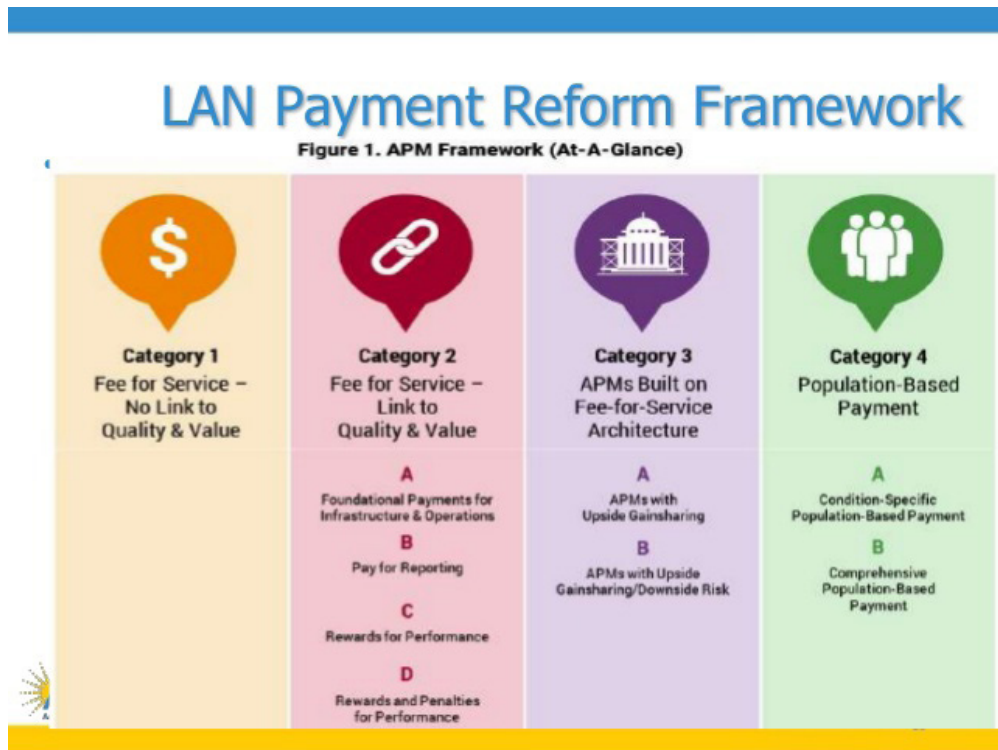 LAN Payment Reform Framework
Figure 1. APM Framework (At-A-Glance)
$
Category 1
Fee for Service –
No Link to
Quality & Value
Category 2
Fee for Service –
Link to
Quality & Value
A
Foundational Payments for
Infrastructure & Operations
B
Pay for Reporting
C
Rewards for Performance
D
Rewards and Penalties
for Performance
Category 3
APMs Built on
Fee-for-Service
Architecture
A
APMs with
Upside Gainsharing
B
APMs with Upside
Gainsharing/Downside Risk
Category 4
Population-Based
Payment
A
Condition-Specific
Population-Based Payment
B
Comprehensive
Population-Based
Payment